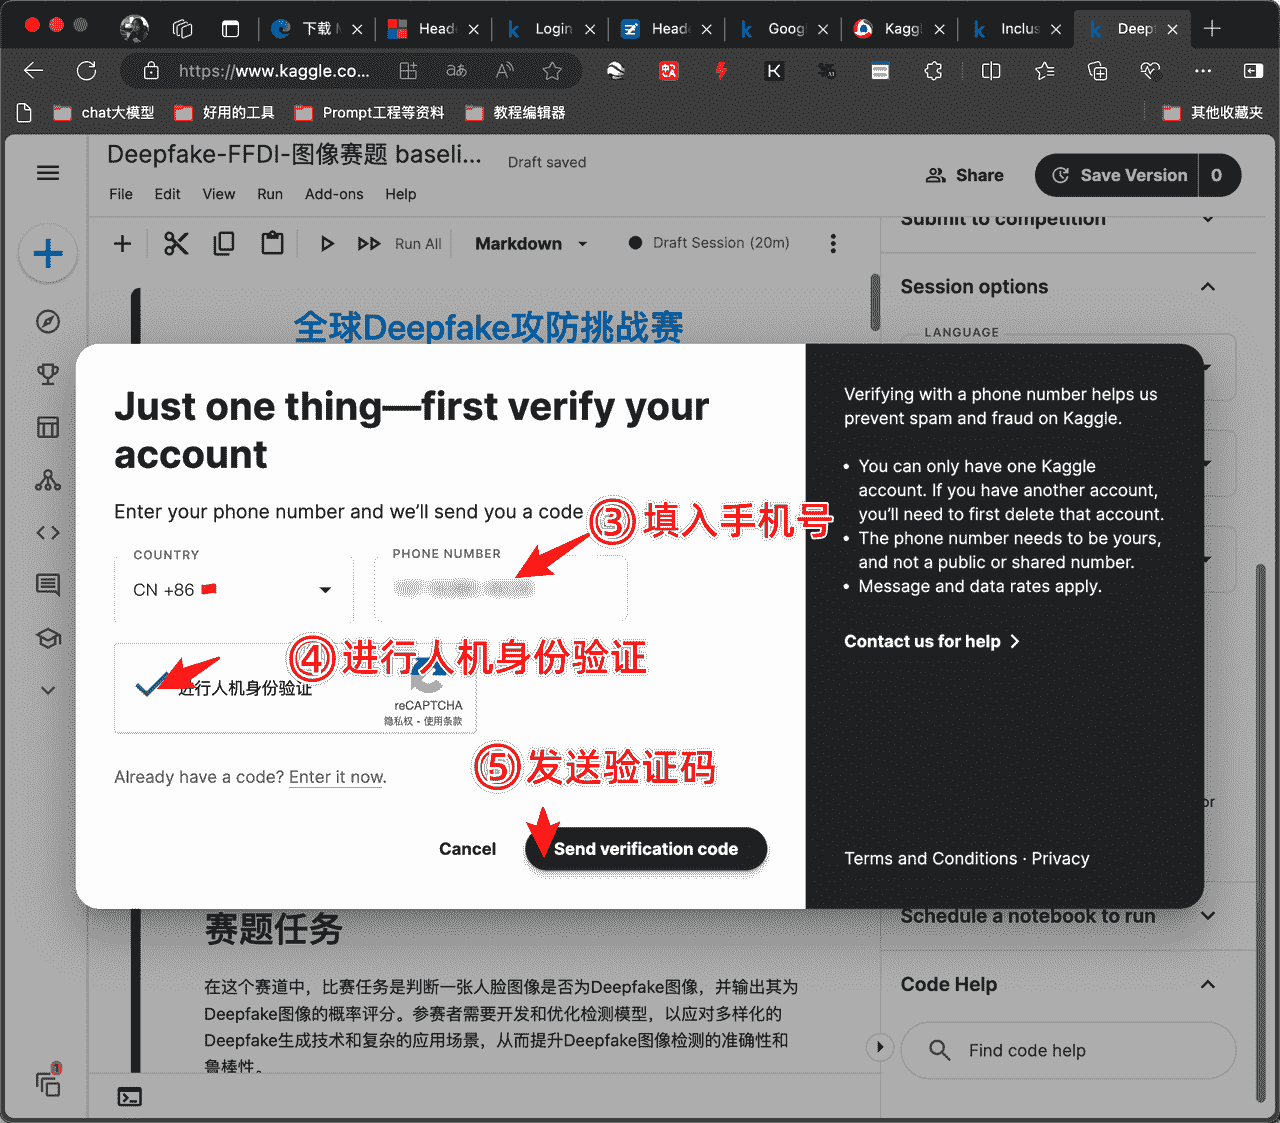 下载 M
Heade
Login
Heade
Googl
Kaggl
Inclus
Deepf
https://www.kaggle.co...
chat大模型
好用的工具
Prompt工程等资料
教程编辑器
其他收藏夹
Deepfake-FFDI-图像赛题 baseli...
Draft saved
File Edit View Run Add-ons Help
Share
Save Version 0
Run All
Markdown
Draft Session (20m)
Submit to competition
Session options
LANGUAGE
全球Deepfake攻防挑战赛
Just one thing—first verify your
account
Enter your phone number and we'll send you a code
③填入手机号
COUNTRY
CN +86
PHONE NUMBER
④进行人机身份验证
进行人机身份验证
reCAPTCHA
隐私权 - 使用条款
⑤发送验证码
Already have a code? Enter it now.
Cancel
Send verification code
Verifying with a phone number helps us
prevent spam and fraud on Kaggle.
• You can only have one Kaggle
account. If you have another account,
you'll need to first delete that account.
• The phone number needs to be yours,
and not a public or shared number.
• Message and data rates apply.
Contact us for help
or
Terms and Conditions · Privacy
Schedule a notebook to run
赛题任务
在这个赛道中，比赛任务是判断一张人脸图像是否为Deepfake图像，并输出其为
Deepfake图像的概率评分。参赛者需要开发和优化检测模型，以应对多样化的
Deepfake生成技术和复杂的应用场景，从而提升Deepfake图像检测的准确性和
鲁棒性。
Code Help
Find code help
1